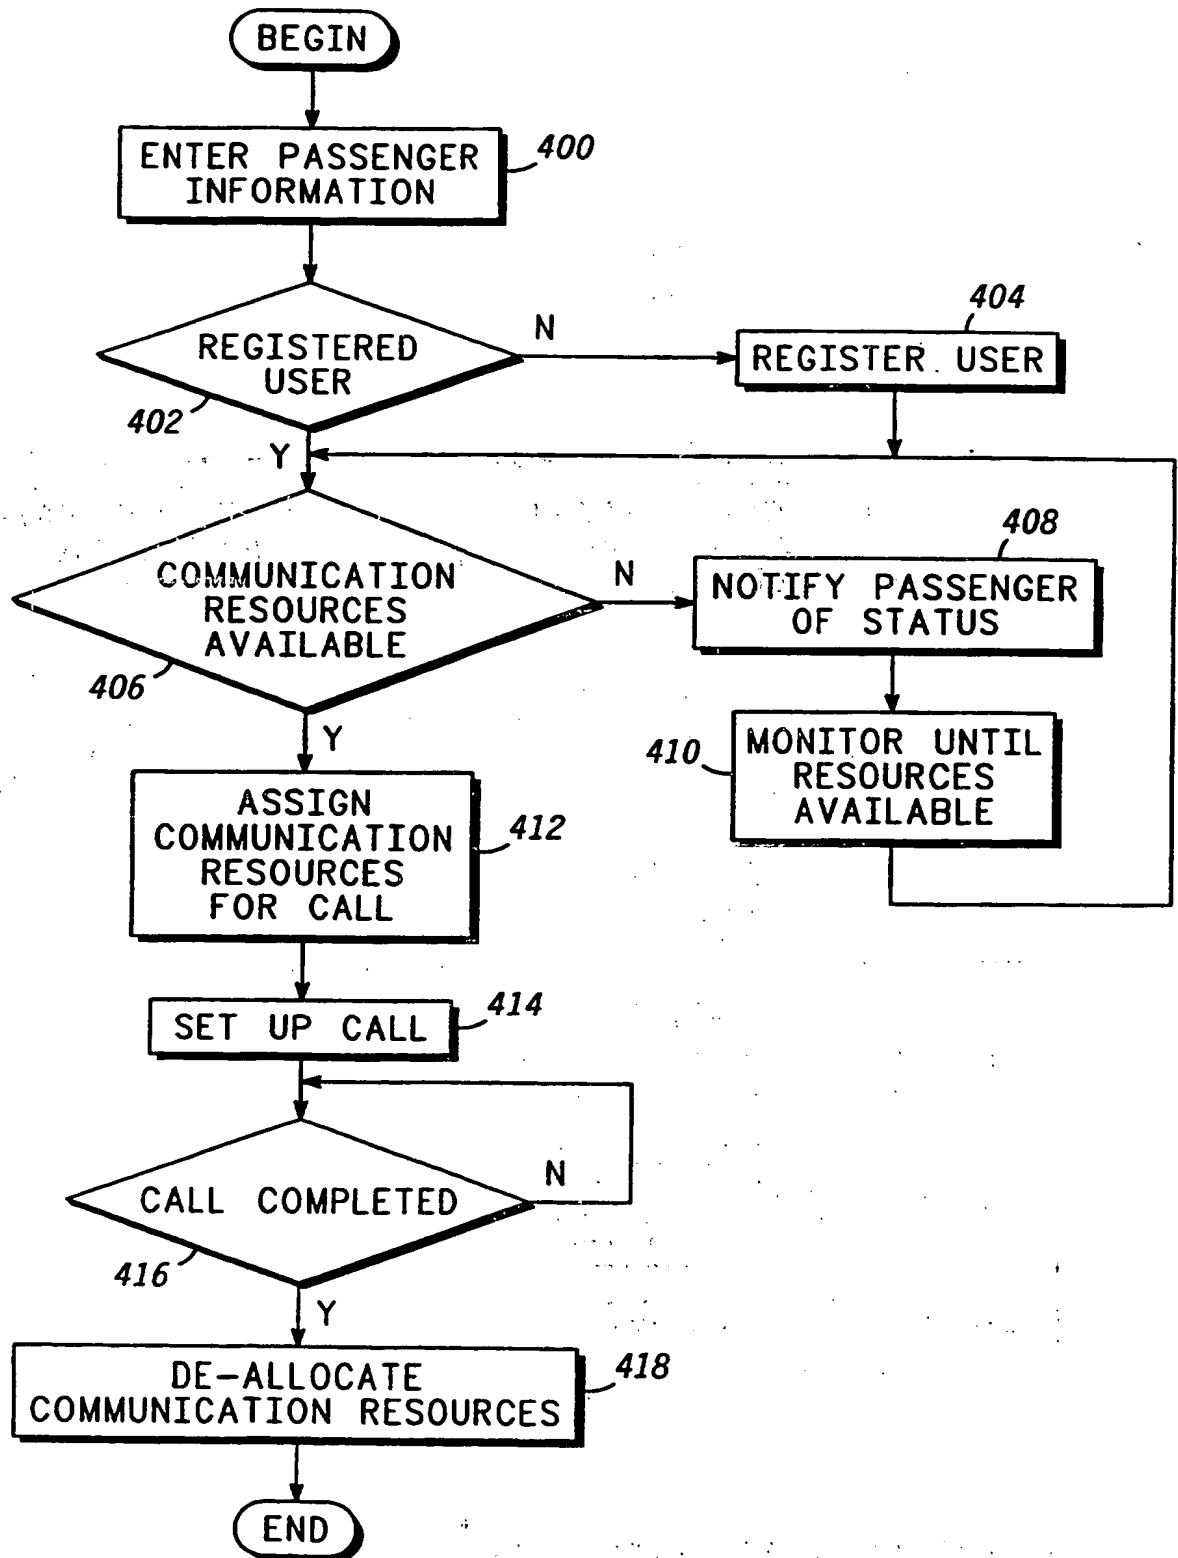 BEGIN
ENTER PASSENGER
INFORMATION
400
REGISTERED
USER
402
N
Y
404
REGISTER USER
COMMUNICATION
RESOURCES
AVAILABLE
406
N
Y
408
NOTIFY PASSENGER
OF STATUS
410
MONITOR UNTIL
RESOURCES
AVAILABLE
ASSIGN
COMMUNICATION
RESOURCES
FOR CALL
412
SET UP CALL
414
CALL COMPLETED
416
N
Y
DE-ALLOCATE
COMMUNICATION RESOURCES
418
END